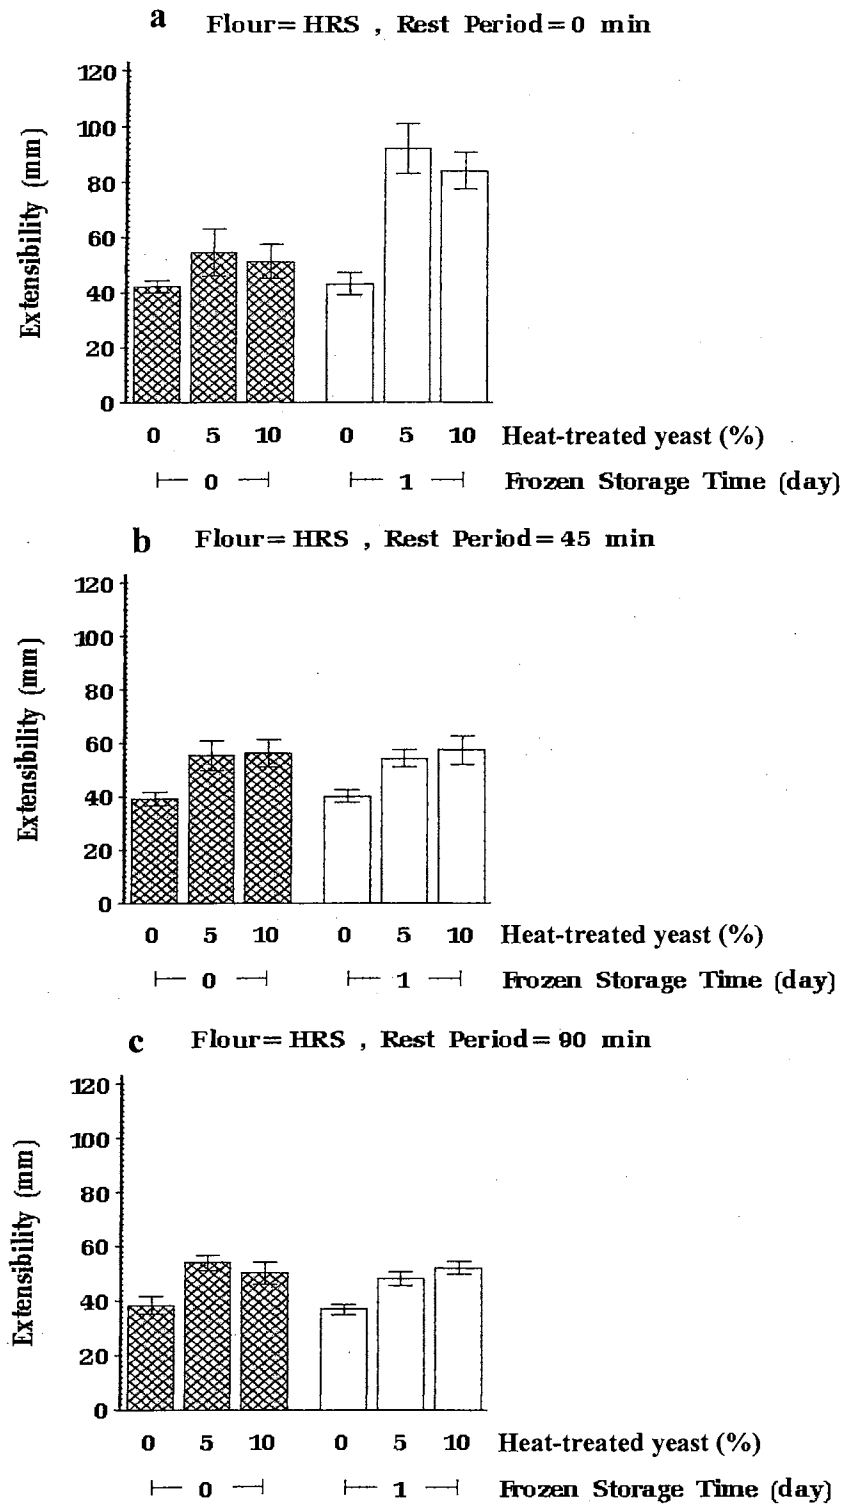 a Flour= HRS , Rest Period=0 min
120
100
80
60
40
20
0
Extensibility (mm)
0 5 10 0 5 10 Heat-treated yeast (%)
0 1 Frozen Storage Time (day)
b Flour= HRS , Rest Period=45 min
120
100
80
60
40
20
0
Extensibility (mm)
0 5 10 0 5 10 Heat-treated yeast (%)
0 1 Frozen Storage Time (day)
c Flour= HRS , Rest Period= 90 min
120
100
80
60
40
20
0
Extensibility (mm)
0 5 10 0 5 10 Heat-treated yeast (%)
0 1 Frozen Storage Time (day)